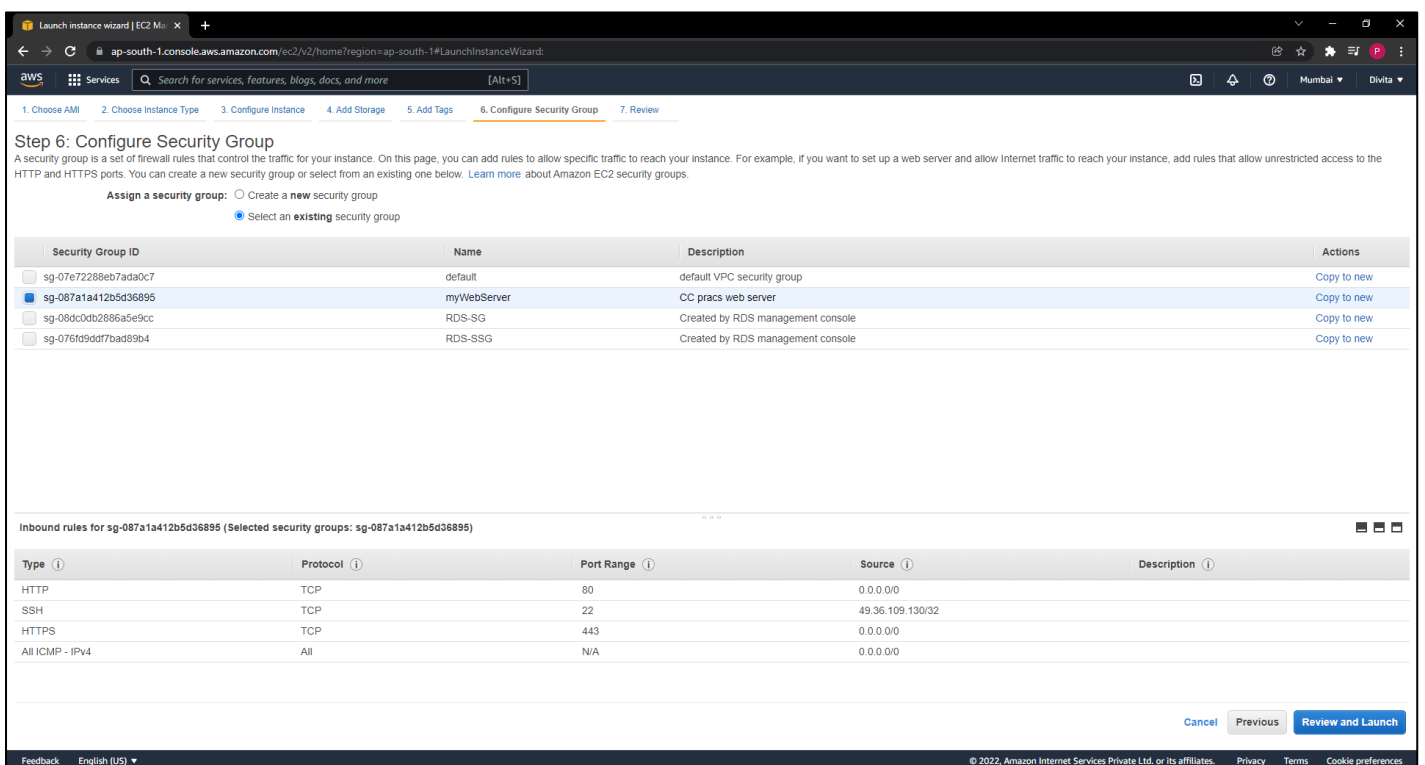 Launch instance wizard | EC2 Ma
ap-south-1.console.aws.amazon.com/ec2/v2/home?region=ap-south-1#LaunchInstanceWizard:
P
aws Services Search for services, features, blogs, docs, and more [Alt+S] Mumbai Divita
1. Choose AMI 2. Choose Instance Type 3. Configure Instance 4. Add Storage 5. Add Tags 6. Configure Security Group 7. Review
Step 6: Configure Security Group
A security group is a set of firewall rules that control the traffic for your instance. On this page, you can add rules to allow specific traffic to reach your instance. For example, if you want to set up a web server and allow Internet traffic to reach your instance, add rules that allow unrestricted access to the
HTTP and HTTPS ports. You can create a new security group or select from an existing one below. Learn more about Amazon EC2 security groups.
Assign a security group: Create a new security group
Select an existing security group
Security Group ID Name Description Actions
sg-07e72288eb7ada0c7 default default VPC security group Copy to new
sg-087a1a412b5d36895 myWebServer CC pracs web server Copy to new
sg-08dc0db2886a5e9cc RDS-SG Created by RDS management console Copy to new
sg-076fd9ddf7bad89b4 RDS-SSG Created by RDS management console Copy to new
Inbound rules for sg-087a1a412b5d36895 (Selected security groups: sg-087a1a412b5d36895)
Type Protocol Port Range Source Description
HTTP TCP 80 0.0.0.0/0
SSH TCP 22 49.36.109.130/32
HTTPS TCP 443 0.0.0.0/0
All ICMP - IPv4 All N/A 0.0.0.0/0
Cancel Previous Review and Launch
Feedback English (US) © 2022, Amazon Internet Services Private Ltd. or its affiliates. Privacy Terms Cookie preferences